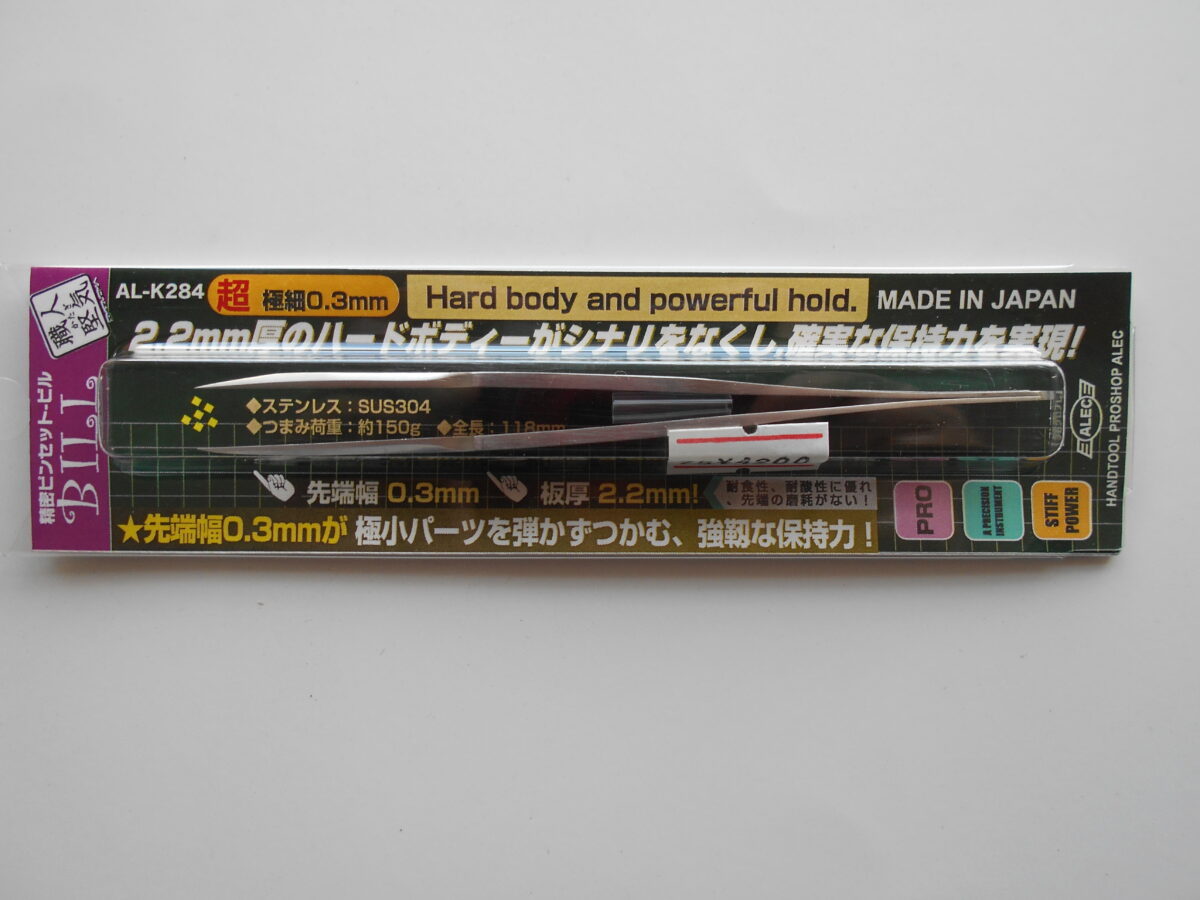 職人
堅気
かたぎ
精密ピンセット-ビル
BILL
AL-K284
超 極細0.3mm
Hard body and powerful hold.
MADE IN JAPAN
2.2mm厚のハードボディーがシナリをなくし、確実な保持力を実現!
◆ステンレス：SUS304
◆つまみ荷重：約150g ◆全長：118mm
先端幅 0.3mm
板厚 2.2mm!
耐食性、耐酸性に優れ
、先端の磨耗がない!
★先端幅0.3mmが 極小パーツを弾かずつかむ、強靱な保持力!
PRO
A PRECISION
INSTRUMENT
STIFF
POWER
ALEC
HANDTOOL PROSHOP ALEC